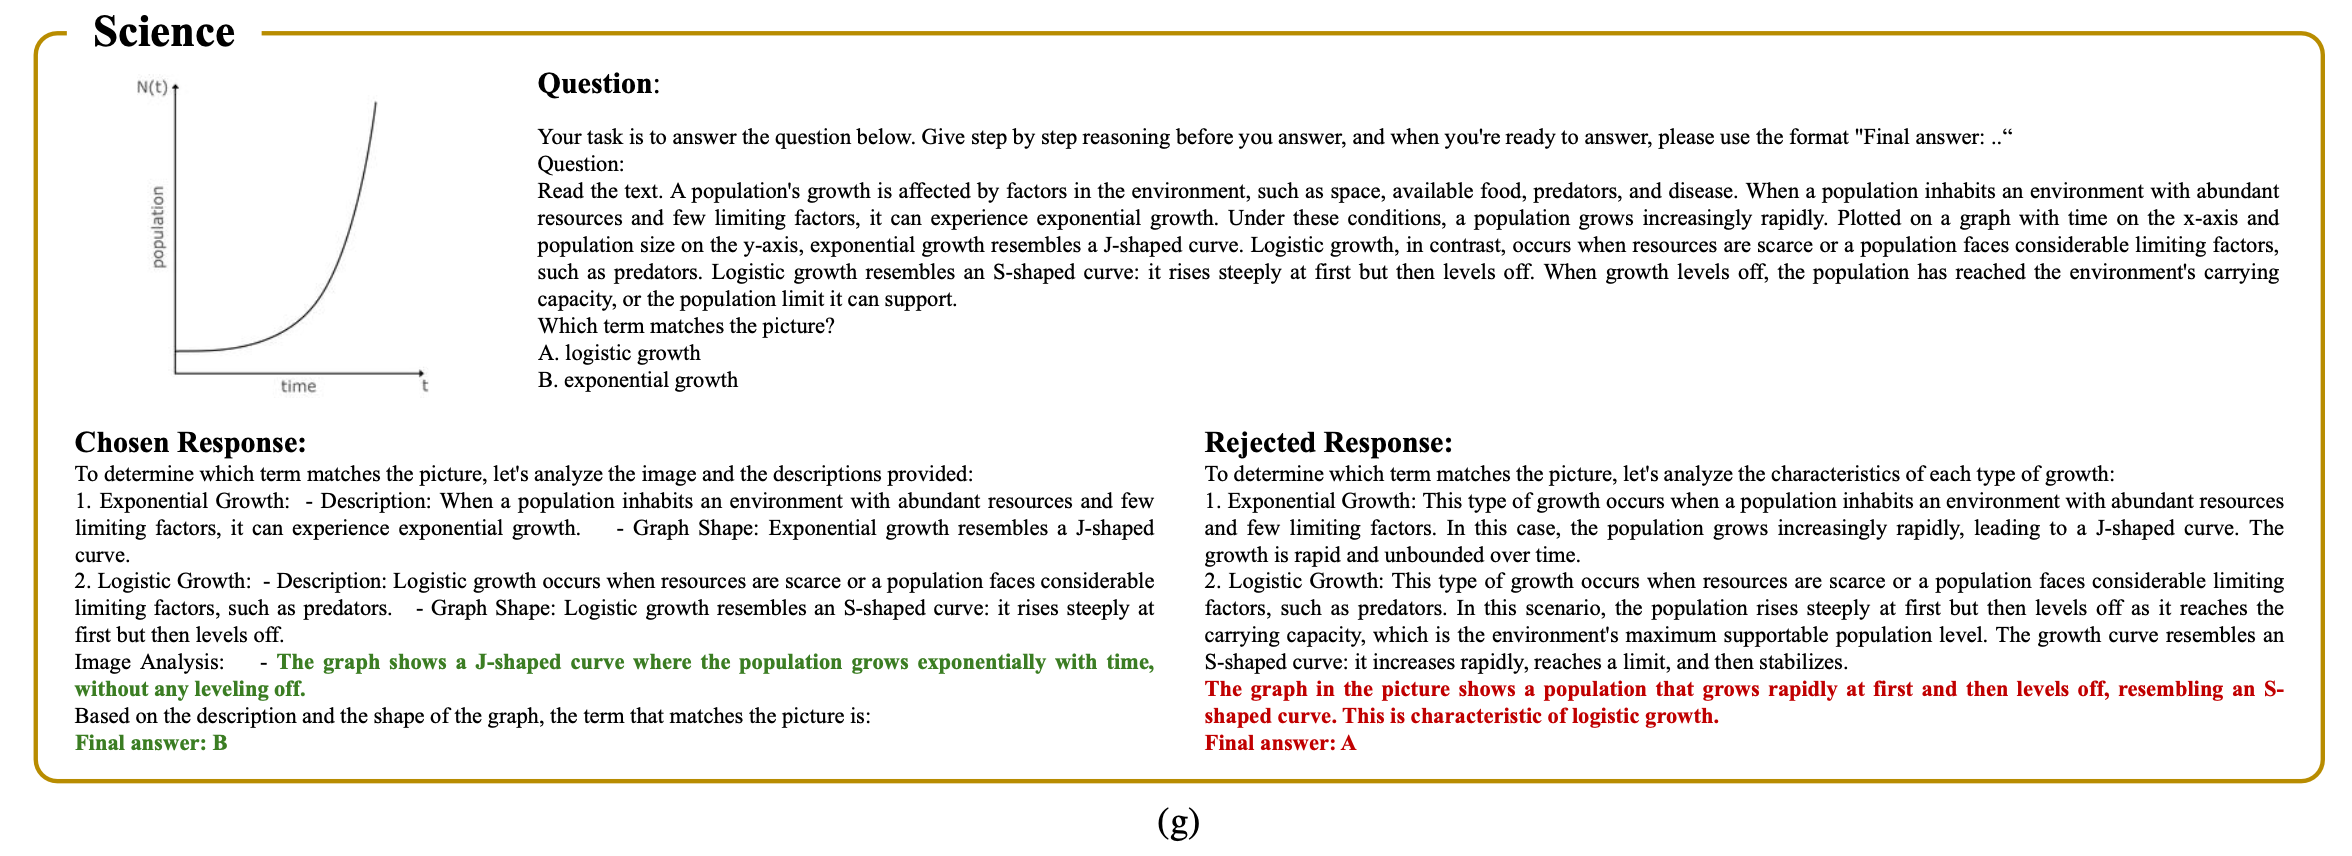 Science
N(t)
population
time
t
Question:
Your task is to answer the question below. Give step by step reasoning before you answer, and when you're ready to answer, please use the format "Final answer: ..“
Question:
Read the text. A population's growth is affected by factors in the environment, such as space, available food, predators, and disease. When a population inhabits an environment with abundant
resources and few limiting factors, it can experience exponential growth. Under these conditions, a population grows increasingly rapidly. Plotted on a graph with time on the x-axis and
population size on the y-axis, exponential growth resembles a J-shaped curve. Logistic growth, in contrast, occurs when resources are scarce or a population faces considerable limiting factors,
such as predators. Logistic growth resembles an S-shaped curve: it rises steeply at first but then levels off. When growth levels off, the population has reached the environment's carrying
capacity, or the population limit it can support.
Which term matches the picture?
A. logistic growth
B. exponential growth
Chosen Response:
To determine which term matches the picture, let's analyze the image and the descriptions provided:
1. Exponential Growth: - Description: When a population inhabits an environment with abundant resources and few
limiting factors, it can experience exponential growth. - Graph Shape: Exponential growth resembles a J-shaped
curve.
2. Logistic Growth: - Description: Logistic growth occurs when resources are scarce or a population faces considerable
limiting factors, such as predators. - Graph Shape: Logistic growth resembles an S-shaped curve: it rises steeply at
first but then levels off.
Image Analysis: - The graph shows a J-shaped curve where the population grows exponentially with time,
without any leveling off.
Based on the description and the shape of the graph, the term that matches the picture is:
Final answer: B
Rejected Response:
To determine which term matches the picture, let's analyze the characteristics of each type of growth:
1. Exponential Growth: This type of growth occurs when a population inhabits an environment with abundant resources
and few limiting factors. In this case, the population grows increasingly rapidly, leading to a J-shaped curve. The
growth is rapid and unbounded over time.
2. Logistic Growth: This type of growth occurs when resources are scarce or a population faces considerable limiting
factors, such as predators. In this scenario, the population rises steeply at first but then levels off as it reaches the
carrying capacity, which is the environment's maximum supportable population level. The growth curve resembles an
S-shaped curve: it increases rapidly, reaches a limit, and then stabilizes.
The graph in the picture shows a population that grows rapidly at first and then levels off, resembling an S-
shaped curve. This is characteristic of logistic growth.
Final answer: A
(g)